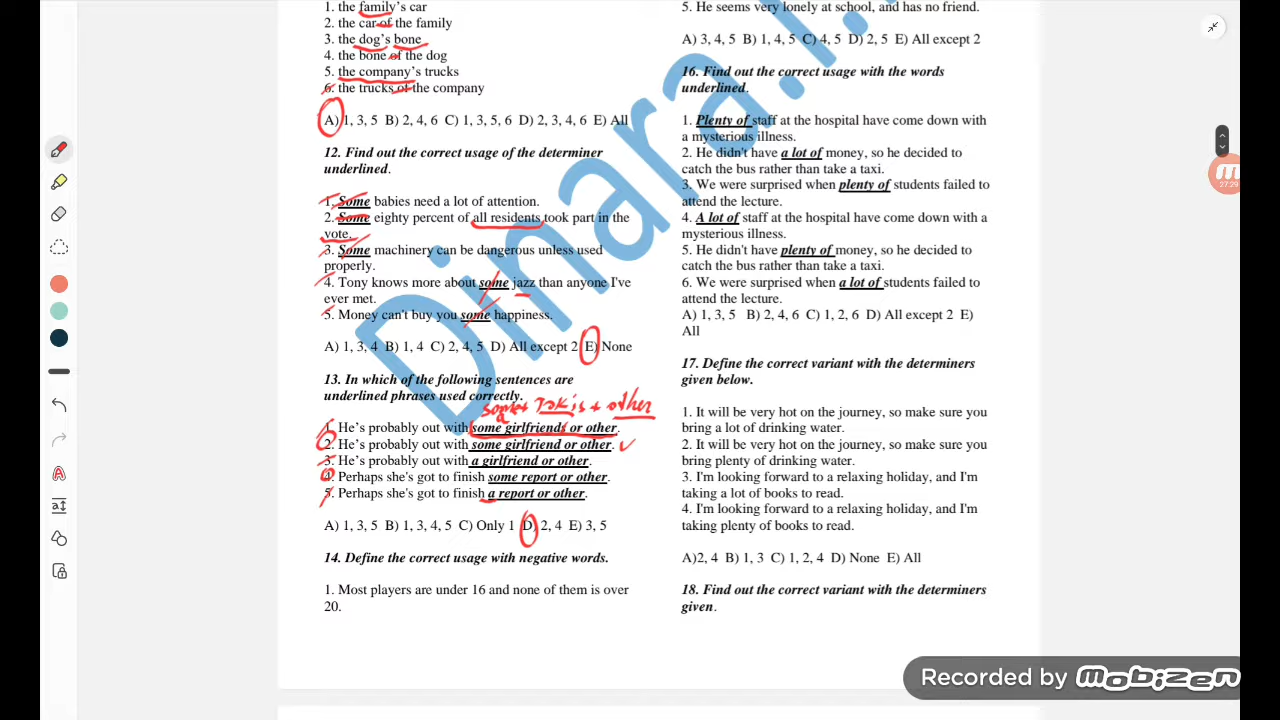 1. the family's car
2. the car of the family
3. the dog's bone
4. the bone of the dog
5. the company's trucks
6. the trucks of the company
A) 1, 3, 5 B) 2, 4, 6 C) 1, 3, 5, 6 D) 2, 3, 4, 6 E) All
12. Find out the correct usage of the determiner
underlined.
1. Some babies need a lot of attention.
2. Some eighty percent of all residents took part in the
vote.
3. Some machinery can be dangerous unless used
properly.
4. Tony knows more about some jazz than anyone I've
ever met.
5. Money can't buy you some happiness.
A) 1, 3, 4 B) 1, 4 C) 2, 4, 5 D) All except 2 E) None
13. In which of the following sentences are
underlined phrases used correctly.
1. He's probably out with some girlfriends or other.
2. He's probably out with some girlfriend or other.
3. He's probably out with a girlfriend or other.
4. Perhaps she's got to finish some report or other.
5. Perhaps she's got to finish a report or other.
A) 1, 3, 5 B) 1, 3, 4, 5 C) Only 1 D) 2, 4 E) 3, 5
14. Define the correct usage with negative words.
1. Most players are under 16 and none of them is over
20.
5. He seems very lonely at school, and has no friend.
A) 3, 4, 5 B) 1, 4, 5 C) 4, 5 D) 2, 5 E) All except 2
16. Find out the correct usage with the words
underlined.
1. Plenty of staff at the hospital have come down with
a mysterious illness.
2. He didn't have a lot of money, so he decided to
catch the bus rather than take a taxi.
3. We were surprised when plenty of students failed to
attend the lecture.
4. A lot of staff at the hospital have come down with a
mysterious illness.
5. He didn't have plenty of money, so he decided to
catch the bus rather than take a taxi.
6. We were surprised when a lot of students failed to
attend the lecture.
A) 1, 3, 5 B) 2, 4, 6 C) 1, 2, 6 D) All except 2 E)
All
17. Define the correct variant with the determiners
given below.
1. It will be very hot on the journey, so make sure you
bring a lot of drinking water.
2. It will be very hot on the journey, so make sure you
bring plenty of drinking water.
3. I'm looking forward to a relaxing holiday, and I'm
taking a lot of books to read.
4. I'm looking forward to a relaxing holiday, and I'm
taking plenty of books to read.
A)2, 4 B) 1, 3 C) 1, 2, 4 D) None E) All
18. Find out the correct variant with the determiners
given.
Dinara.I.
27:29
Recorded by mobizen